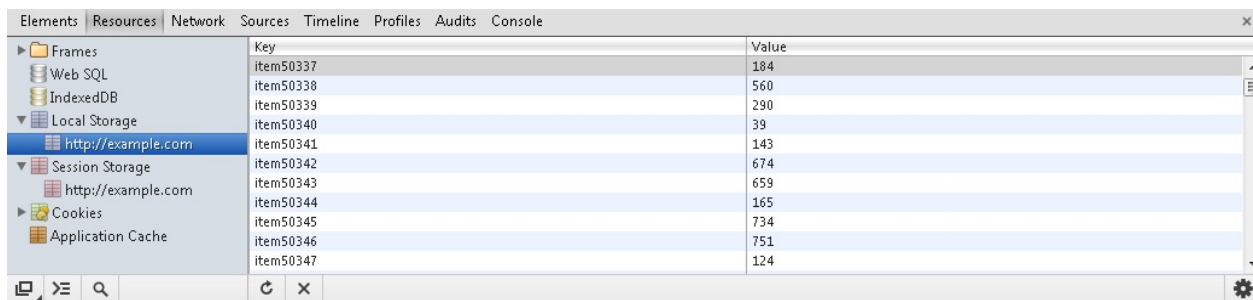 Elements Resources Network Sources Timeline Profiles Audits Console
Frames
Web SQL
IndexedDB
Local Storage
http://example.com
Session Storage
http://example.com
Cookies
Application Cache
Key Value
item50337 184
item50338 560
item50339 290
item50340 39
item50341 143
item50342 674
item50343 659
item50344 165
item50345 734
item50346 751
item50347 124